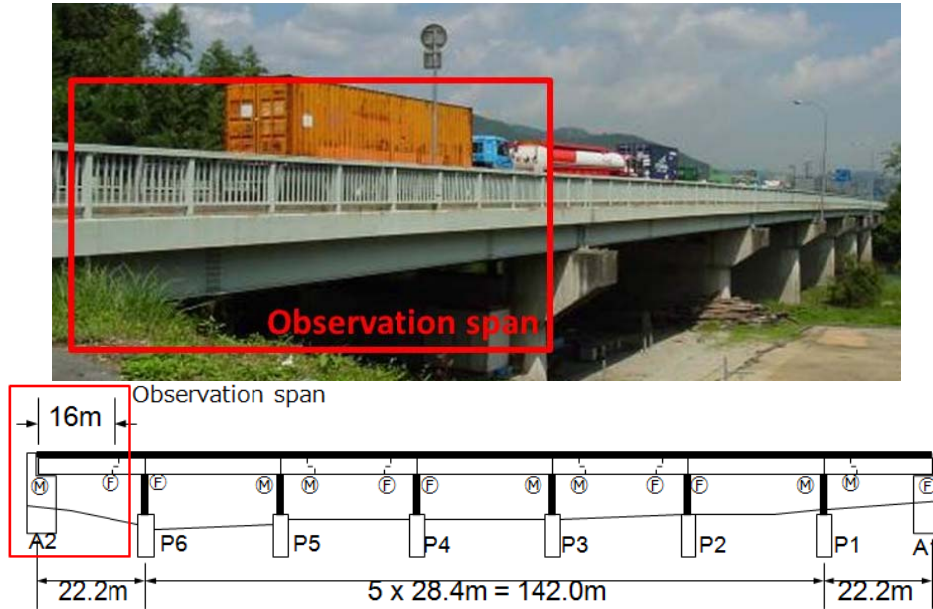 Observation span
Observation span
16m
Ⓜ Ⓕ Ⓕ Ⓜ Ⓜ Ⓕ Ⓕ Ⓜ Ⓜ Ⓕ Ⓕ Ⓜ Ⓜ Ⓕ
A2 P6 P5 P4 P3 P2 P1 A1
22.2m 5 x 28.4m = 142.0m 22.2m